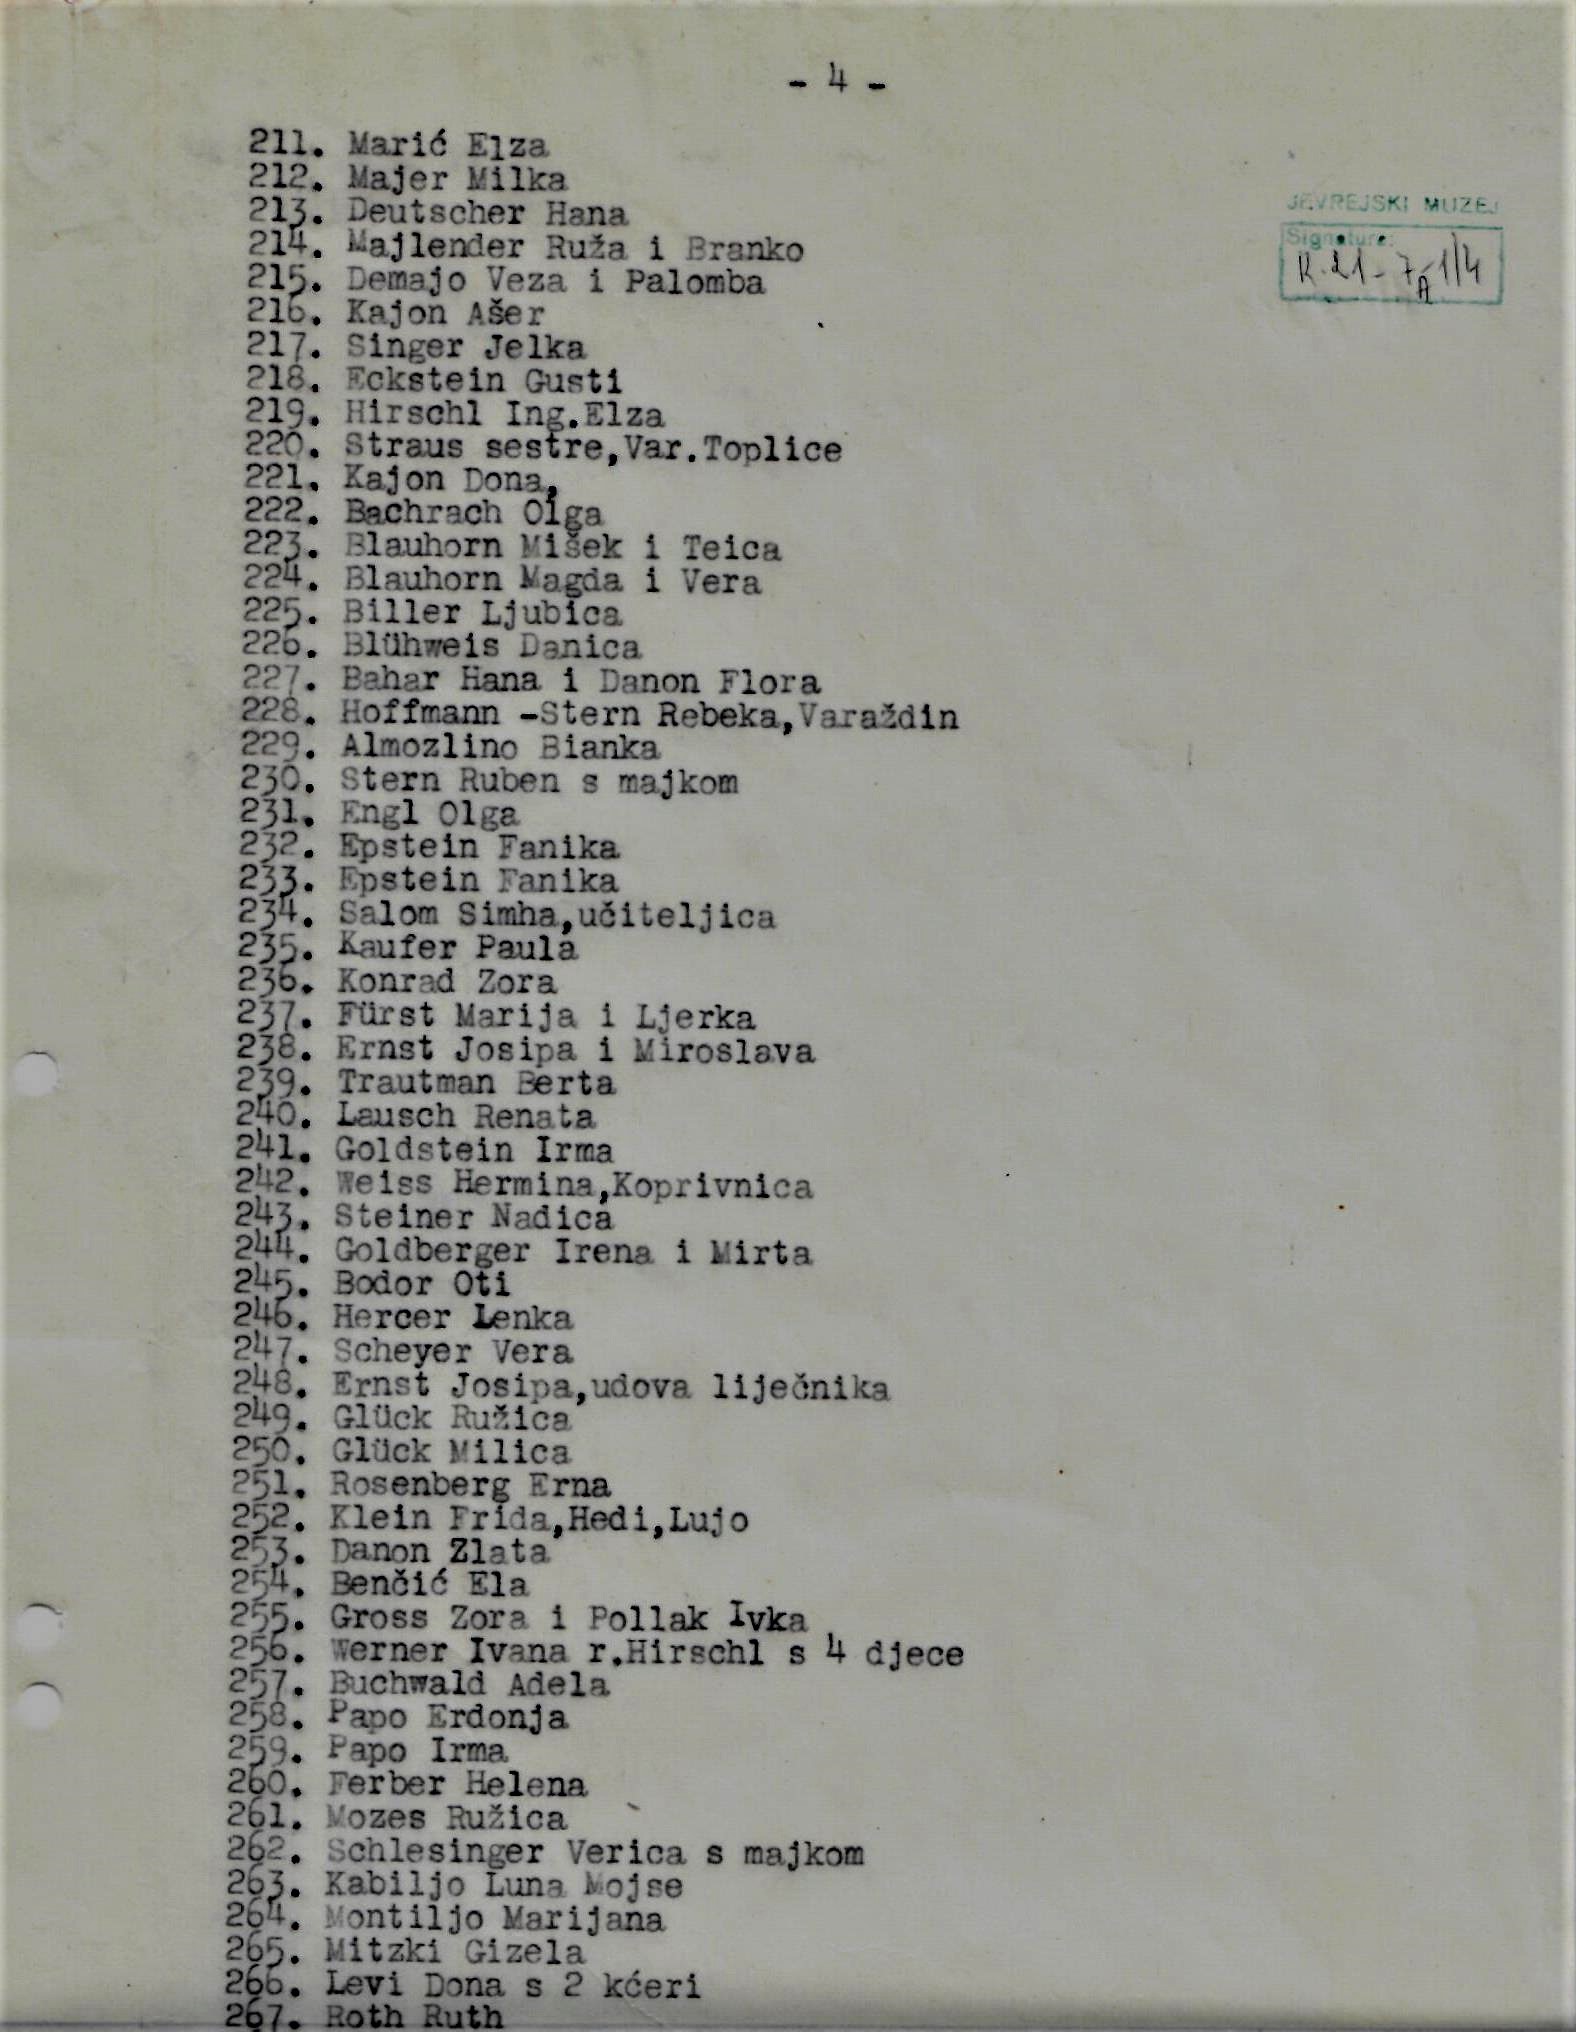 - 4 -
211. Marić Elza
212. Majer Milka
213. Deutscher Hana
214. Majlender Ruža i Branko
215. Demajo Veza i Palomba
216. Kajon Ašer
217. Singer Jelka
218. Eckstein Gusti
219. Hirschl Ing.Elza
220. Straus sestre,Var.Toplice
221. Kajon Dona,
222. Bachrach Olga
223. Blauhorn Mišek i Teica
224. Blauhorn Magda i Vera
225. Biller Ljubica
226. Blühweis Danica
227. Bahar Hana i Danon Flora
228. Hoffmann -Stern Rebeka,Varaždin
229. Almozlino Bianka
230. Stern Ruben s majkom
231. Engl Olga
232. Epstein Fanika
233. Epstein Fanika
234. Salom Simha,učiteljica
235. Kaufer Paula
236. Konrad Zora
237. Fürst Marija i Ljerka
238. Ernst Josipa i Miroslava
239. Trautman Berta
240. Lausch Renata
241. Goldstein Irma
242. Weiss Hermina,Koprivnica
243. Steiner Nadica
244. Goldberger Irena i Mirta
245. Bodor Oti
246. Hercer Lenka
247. Scheyer Vera
248. Ernst Josipa,udova liječnika
249. Glück Ružica
250. Glück Milica
251. Rosenberg Erna
252. Klein Frida,Hedi,Lujo
253. Danon Zlata
254. Benčić Ela
255. Gross Zora i Pollak Ivka
256. Werner Ivana r.Hirschl s 4 djece
257. Buchwald Adela
258. Papo Erdonja
259. Papo Irma
260. Ferber Helena
261. Mozes Ružica
262. Schlesinger Verica s majkom
263. Kabiljo Luna Mojse
264. Montiljo Marijana
265. Mitzki Gizela
266. Levi Dona s 2 kćeri
267. Roth Ruth
JEVREJSKI MUZEJ
Signatura:
K.21-7A-1/4